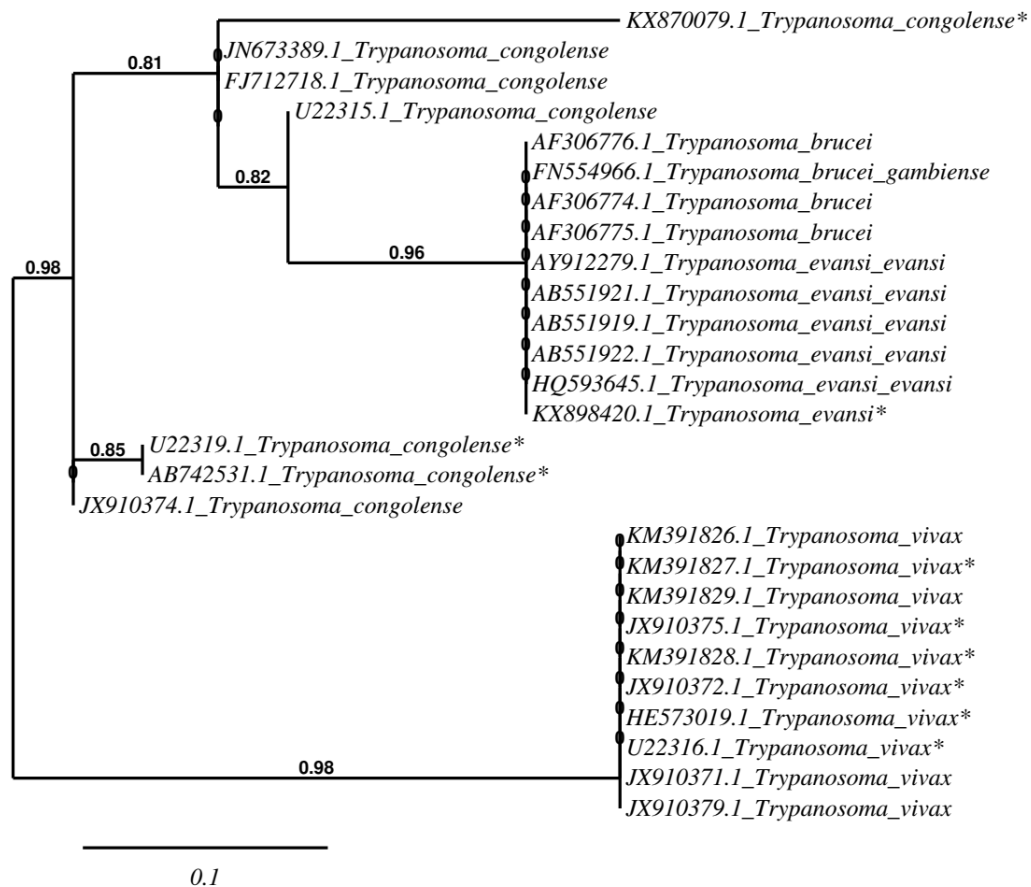 KX870079.1_Trypanosoma_congolense*
JN673389.1_Trypanosoma_congolense
0.81
FJ712718.1_Trypanosoma_congolense
U22315.1_Trypanosoma_congolense
AF306776.1_Trypanosoma_brucei
FN554966.1_Trypanosoma_brucei_gambiense
0.82
AF306774.1_Trypanosoma_brucei
AF306775.1_Trypanosoma_brucei
0.96
AY912279.1_Trypanosoma_evansi_evansi
0.98
AB551921.1_Trypanosoma_evansi_evansi
AB551919.1_Trypanosoma_evansi_evansi
AB551922.1_Trypanosoma_evansi_evansi
HQ593645.1_Trypanosoma_evansi_evansi
KX898420.1_Trypanosoma_evansi*
U22319.1_Trypanosoma_congolense*
0.85
AB742531.1_Trypanosoma_congolense*
JX910374.1_Trypanosoma_congolense
KM391826.1_Trypanosoma_vivax
KM391827.1_Trypanosoma_vivax*
KM391829.1_Trypanosoma_vivax
JX910375.1_Trypanosoma_vivax*
KM391828.1_Trypanosoma_vivax*
JX910372.1_Trypanosoma_vivax*
HE573019.1_Trypanosoma_vivax*
U22316.1_Trypanosoma_vivax*
0.98
JX910371.1_Trypanosoma_vivax
JX910379.1_Trypanosoma_vivax
0.1